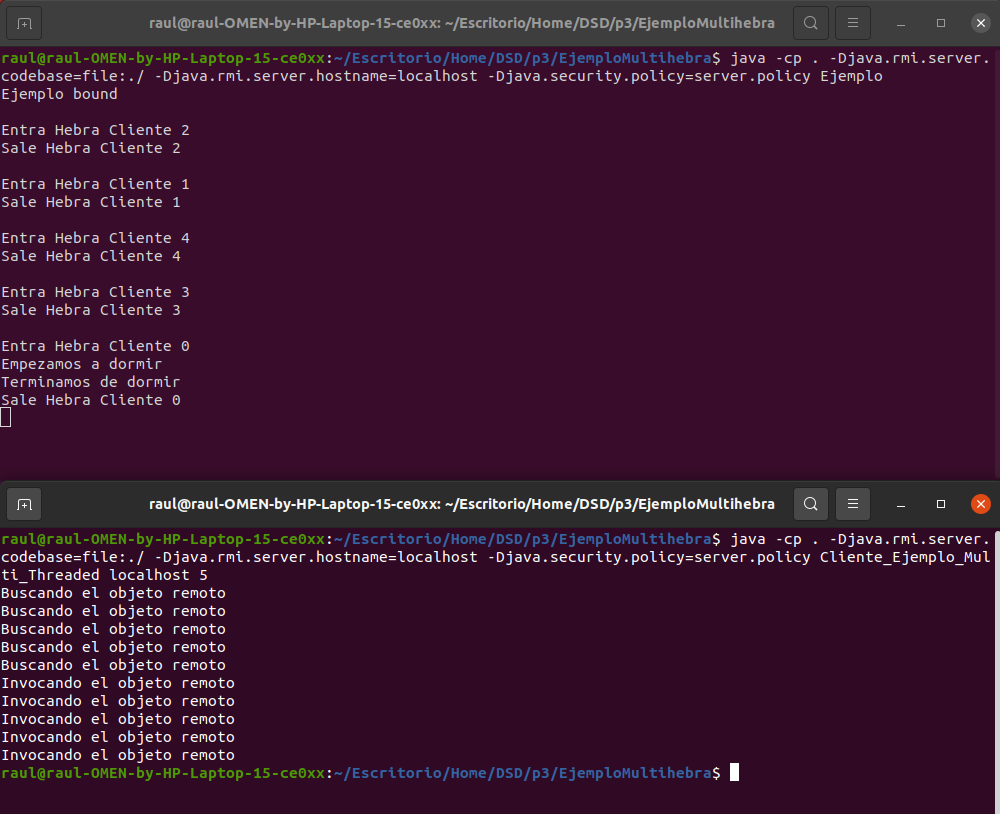 raul@raul-OMEN-by-HP-Laptop-15-ce0xx: ~/Escritorio/Home/DSD/p3/EjemploMultihebra
raul@raul-OMEN-by-HP-Laptop-15-ce0xx:~/Escritorio/Home/DSD/p3/EjemploMultihebra$ java -cp . -Djava.rmi.server.
codebase=file:./ -Djava.rmi.server.hostname=localhost -Djava.security.policy=server.policy Ejemplo
Ejemplo bound
Entra Hebra Cliente 2
Sale Hebra Cliente 2
Entra Hebra Cliente 1
Sale Hebra Cliente 1
Entra Hebra Cliente 4
Sale Hebra Cliente 4
Entra Hebra Cliente 3
Sale Hebra Cliente 3
Entra Hebra Cliente 0
Empezamos a dormir
Terminamos de dormir
Sale Hebra Cliente 0
raul@raul-OMEN-by-HP-Laptop-15-ce0xx: ~/Escritorio/Home/DSD/p3/EjemploMultihebra
raul@raul-OMEN-by-HP-Laptop-15-ce0xx:~/Escritorio/Home/DSD/p3/EjemploMultihebra$ java -cp . -Djava.rmi.server.
codebase=file:./ -Djava.rmi.server.hostname=localhost -Djava.security.policy=server.policy Cliente_Ejemplo_Mul
ti_Threaded localhost 5
Buscando el objeto remoto
Buscando el objeto remoto
Buscando el objeto remoto
Buscando el objeto remoto
Buscando el objeto remoto
Invocando el objeto remoto
Invocando el objeto remoto
Invocando el objeto remoto
Invocando el objeto remoto
Invocando el objeto remoto
raul@raul-OMEN-by-HP-Laptop-15-ce0xx:~/Escritorio/Home/DSD/p3/EjemploMultihebra$